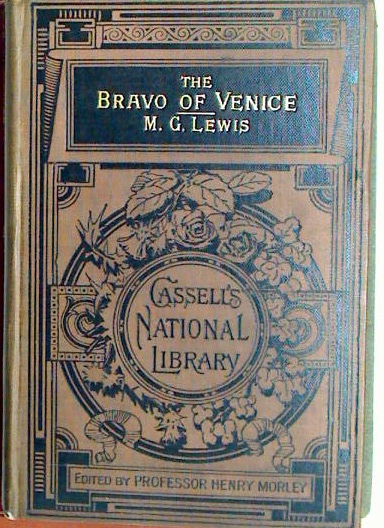 THE
BRAVO OF VENICE
M. G. LEWIS
CASSELL'S
NATIONAL
LIBRARY
EDITED BY PROFESSOR HENRY MORLEY